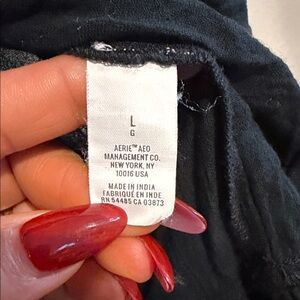 L
G
AERIE™ AEO
MANAGEMENT CO.
NEW YORK, NY
10016 USA
MADE IN INDIA
FABRIQUÉ EN INDE
RN 54485 CA 03873